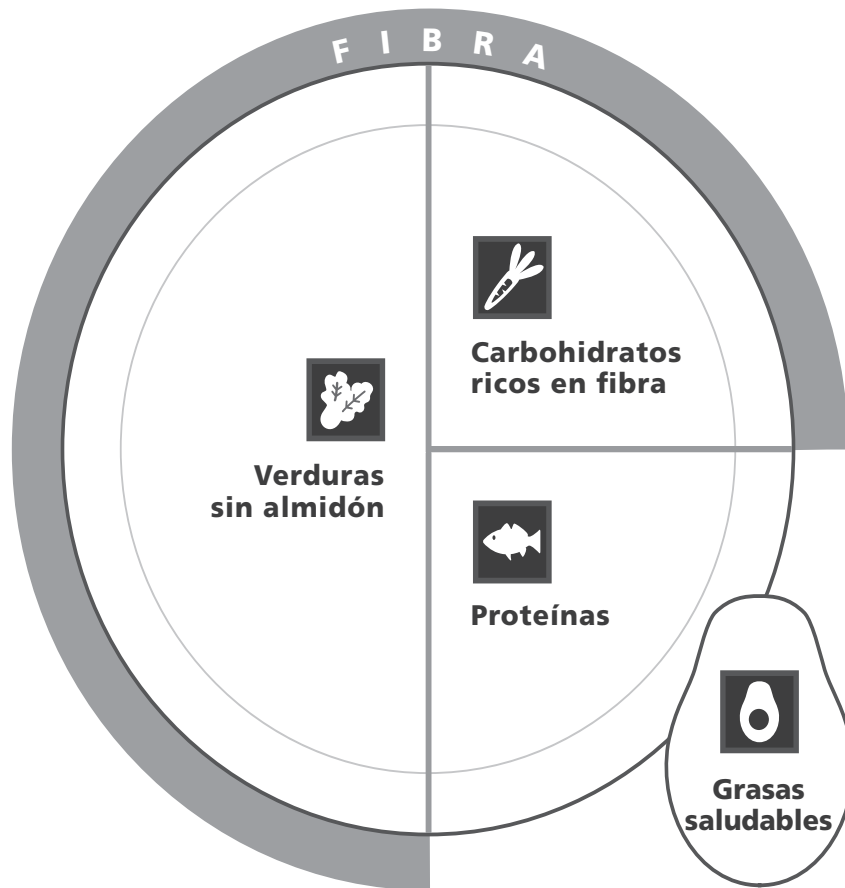 FIBRA
Carbohidratos
ricos en fibra
Verduras
sin almidón
Proteínas
Grasas
saludables